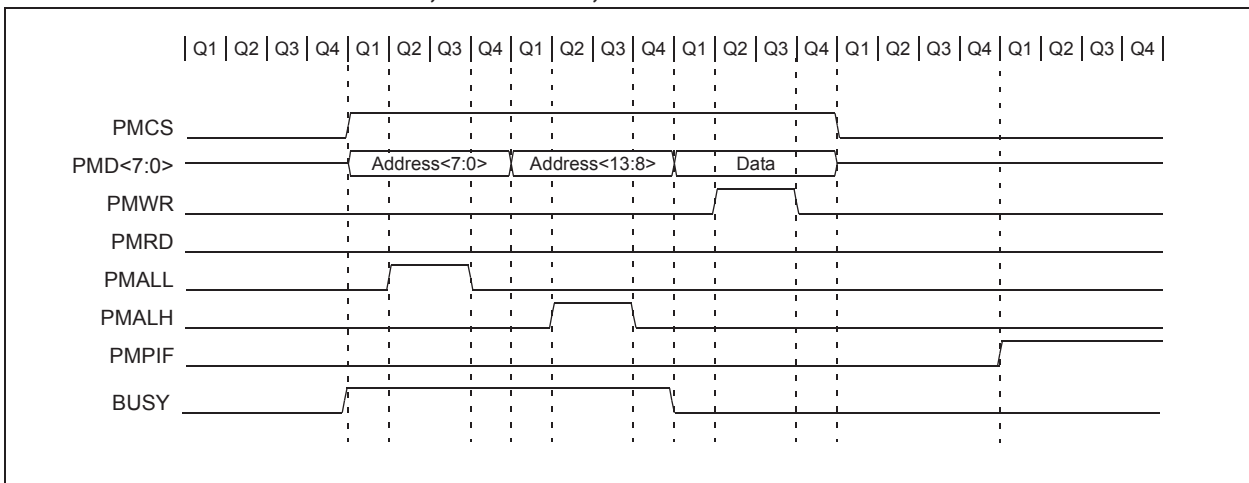 Q1 Q2 Q3 Q4 Q1 Q2 Q3 Q4 Q1 Q2 Q3 Q4 Q1 Q2 Q3 Q4 Q1 Q2 Q3 Q4 Q1 Q2 Q3 Q4
PMCS
PMD<7:0> Address<7:0> Address<13:8> Data
PMWR
PMRD
PMALL
PMALH
PMPIF
BUSY